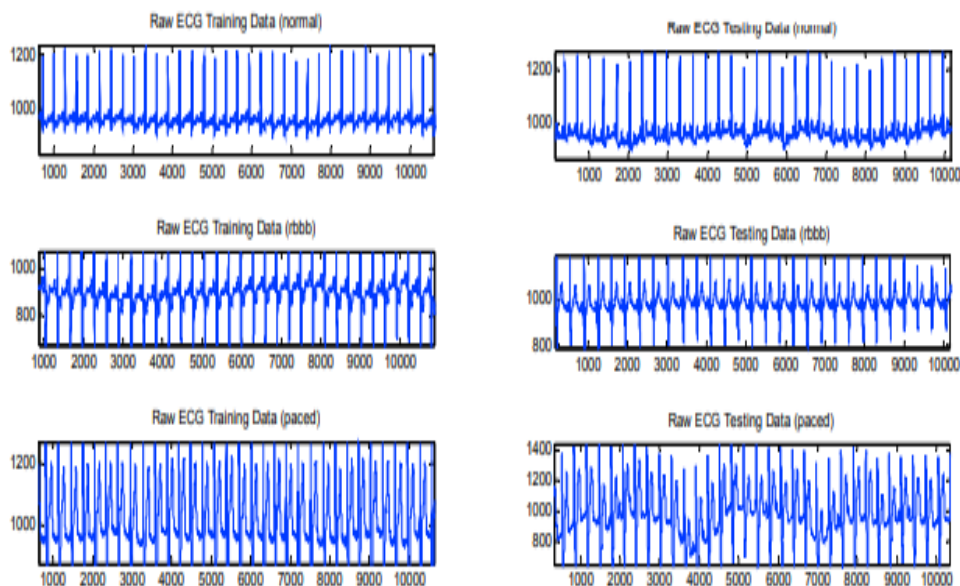 Raw ECG Training Data (normal)
1200
1000
1000 2000 3000 4000 5000 6000 7000 8000 9000 10000
Raw ECG Testing Data (normal)
1200
1000
1000 2000 3000 4000 5000 6000 7000 8000 9000 10000
Raw ECG Training Data (rbbb)
1000
800
1000 2000 3000 4000 5000 6000 7000 8000 9000 10000
Raw ECG Testing Data (rbbb)
1000
800
1000 2000 3000 4000 5000 6000 7000 8000 9000 10000
Raw ECG Training Data (paced)
1200
1000
1000 2000 3000 4000 5000 6000 7000 8000 9000 10000
Raw ECG Testing Data (paced)
1400
1200
1000
800
1000 2000 3000 4000 5000 6000 7000 8000 9000 10000